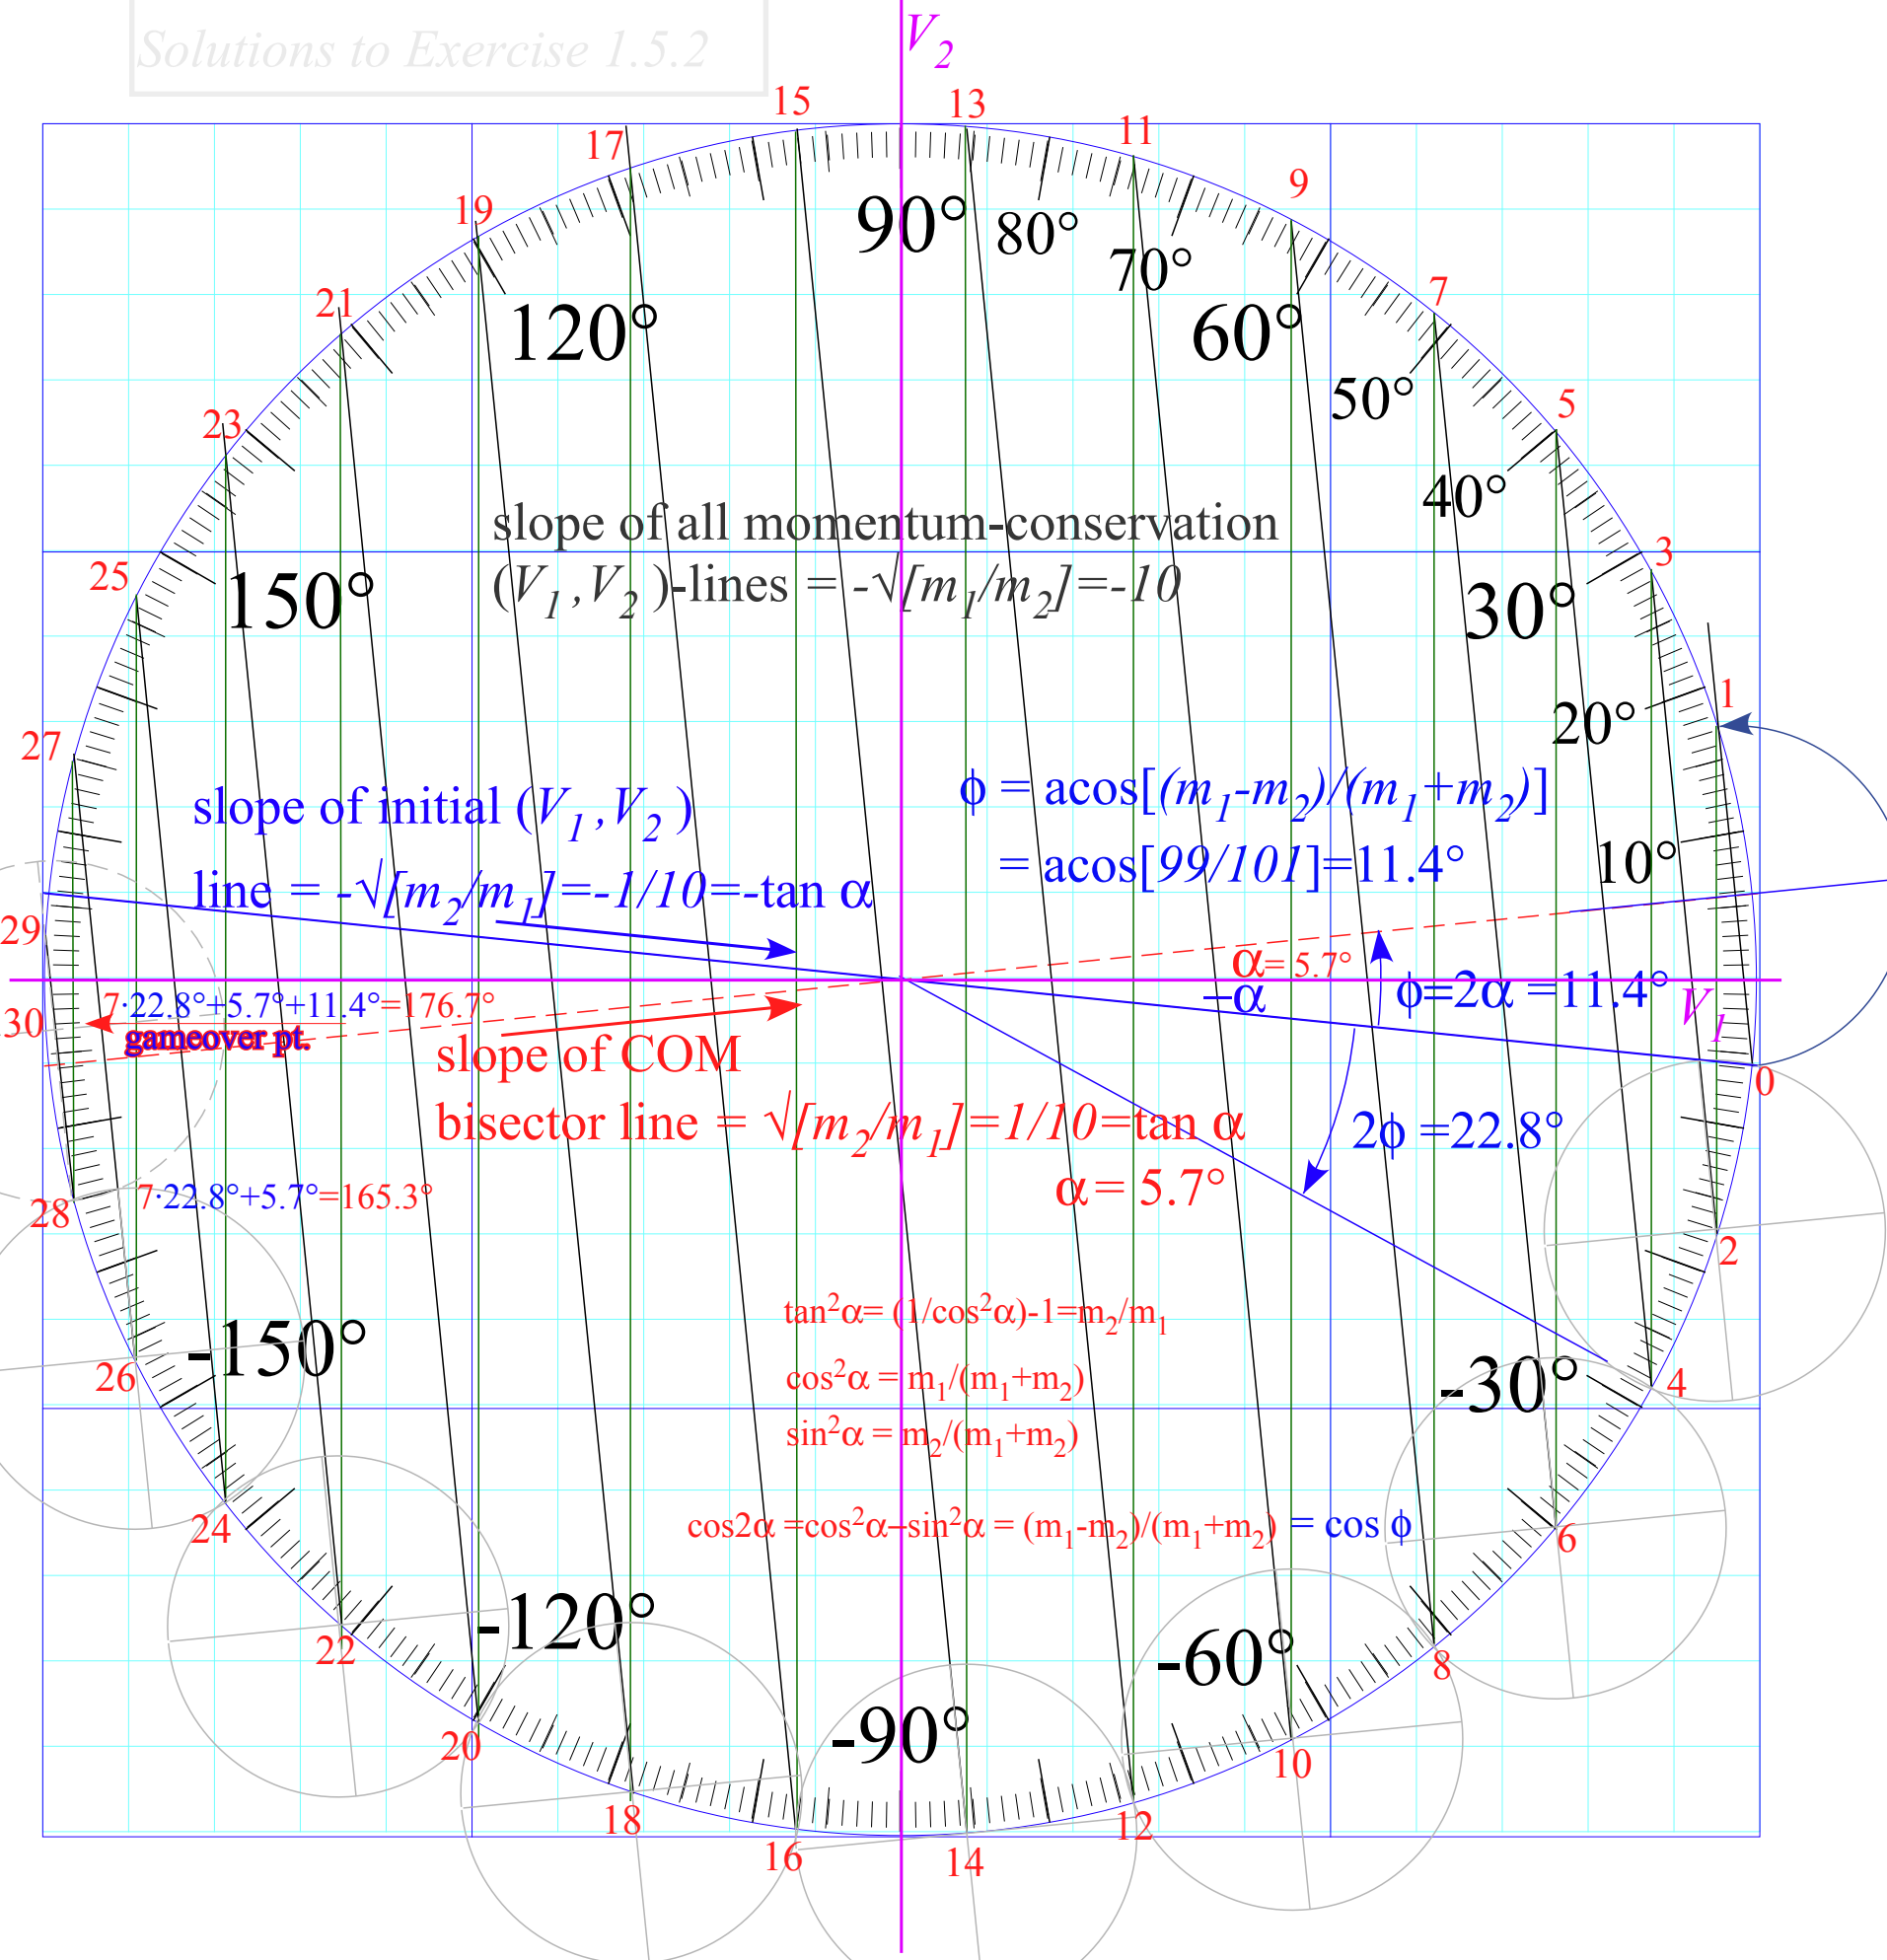 Solutions to Exercise 1.5.2
V2
15
13
11
17
9
19
90°
80°
70°
7
21
120°
60°
50°
5
23
40°
slope of all momentum-conservation
(V1,V2)-lines = -√[m1/m2]=-10
3
25
150°
30°
1
20°
27
slope of initial (V1,V2)
line = -√[m2/m1]=-1/10=-tan α
ϕ = acos[(m1-m2)/(m1+m2)]
= acos[99/101]=11.4°
10°
29
α= 5.7°
−α
ϕ=2α =11.4°
V1
7·22.8°+5.7°+11.4°=176.7°
30
gameover pt.
slope of COM
bisector line = √[m2/m1]=1/10=tan α
α= 5.7°
0
2ϕ =22.8°
7·22.8°+5.7°=165.3°
28
2
tan²α= (1/cos²α)-1=m2/m1
cos²α = m1/(m1+m2)
sin²α = m2/(m1+m2)
-150°
26
-30°
4
cos2α =cos²α−sin²α = (m1-m2)/(m1+m2) = cos ϕ
24
6
-120°
22
-60°
8
-90°
20
10
18
12
16
14